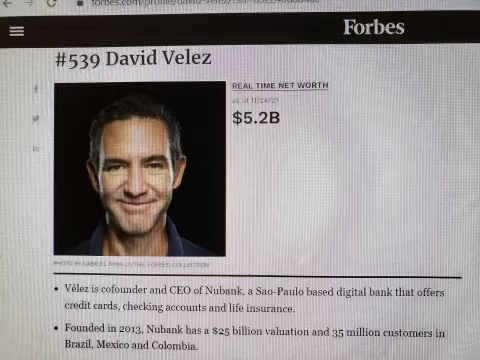 Forbes
#539 David Velez
REAL TIME NET WORTH
as of 11/24/21
$5.2B
PHOTO BY GABRIEL RINALDI/THE FORBES COLLECTION
• Vélez is cofounder and CEO of Nubank, a Sao-Paulo based digital bank that offers
credit cards, checking accounts and life insurance.
• Founded in 2013, Nubank has a $25 billion valuation and 35 million customers in
Brazil, Mexico and Colombia.